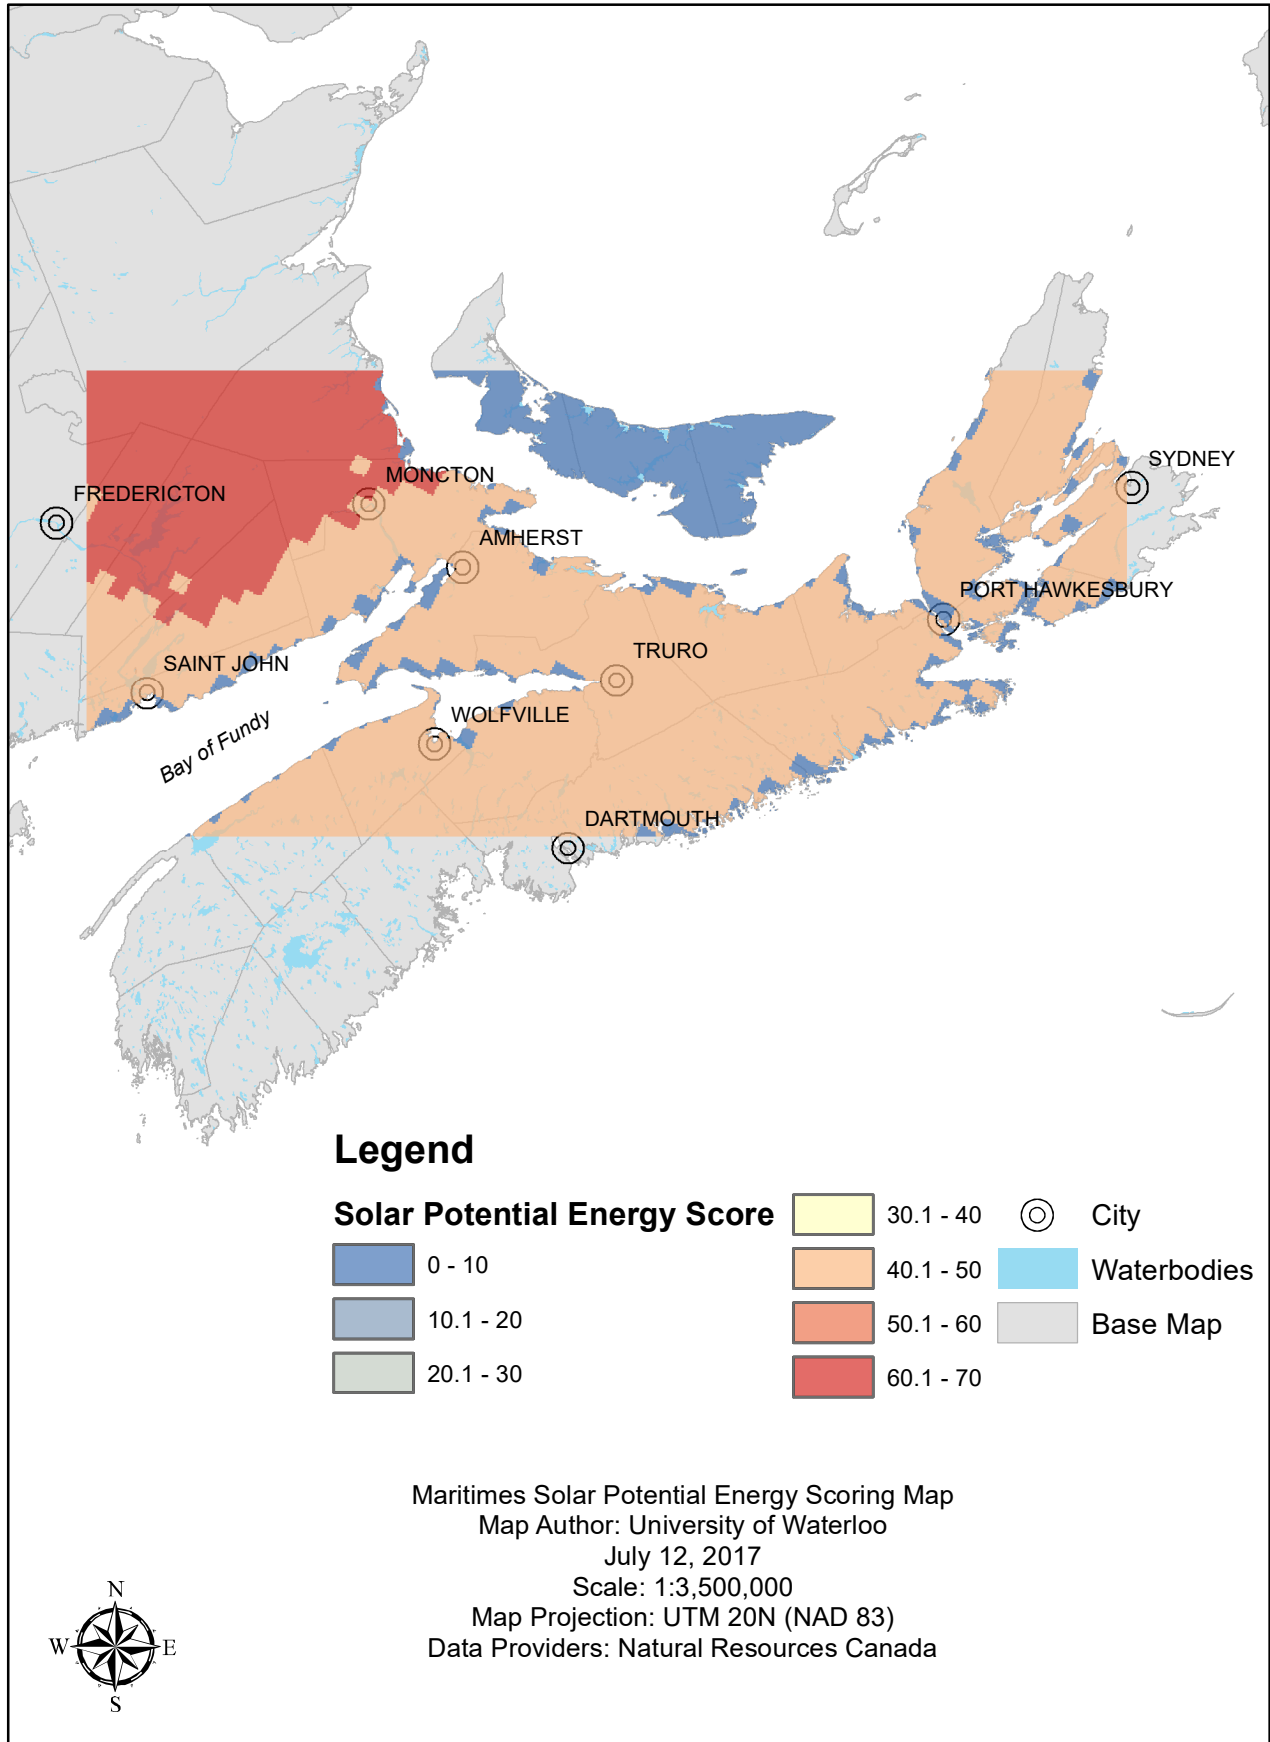 SYDNEY
MONCTON
FREDERICTON
AMHERST
PORT HAWKESBURY
TRURO
SAINT JOHN
WOLFVILLE
Bay of Fundy
DARTMOUTH
Legend
Solar Potential Energy Score
0 - 10
10.1 - 20
20.1 - 30
30.1 - 40
40.1 - 50
50.1 - 60
60.1 - 70
City
Waterbodies
Base Map
Maritimes Solar Potential Energy Scoring Map
Map Author: University of Waterloo
July 12, 2017
Scale: 1:3,500,000
Map Projection: UTM 20N (NAD 83)
Data Providers: Natural Resources Canada
N
W E
S